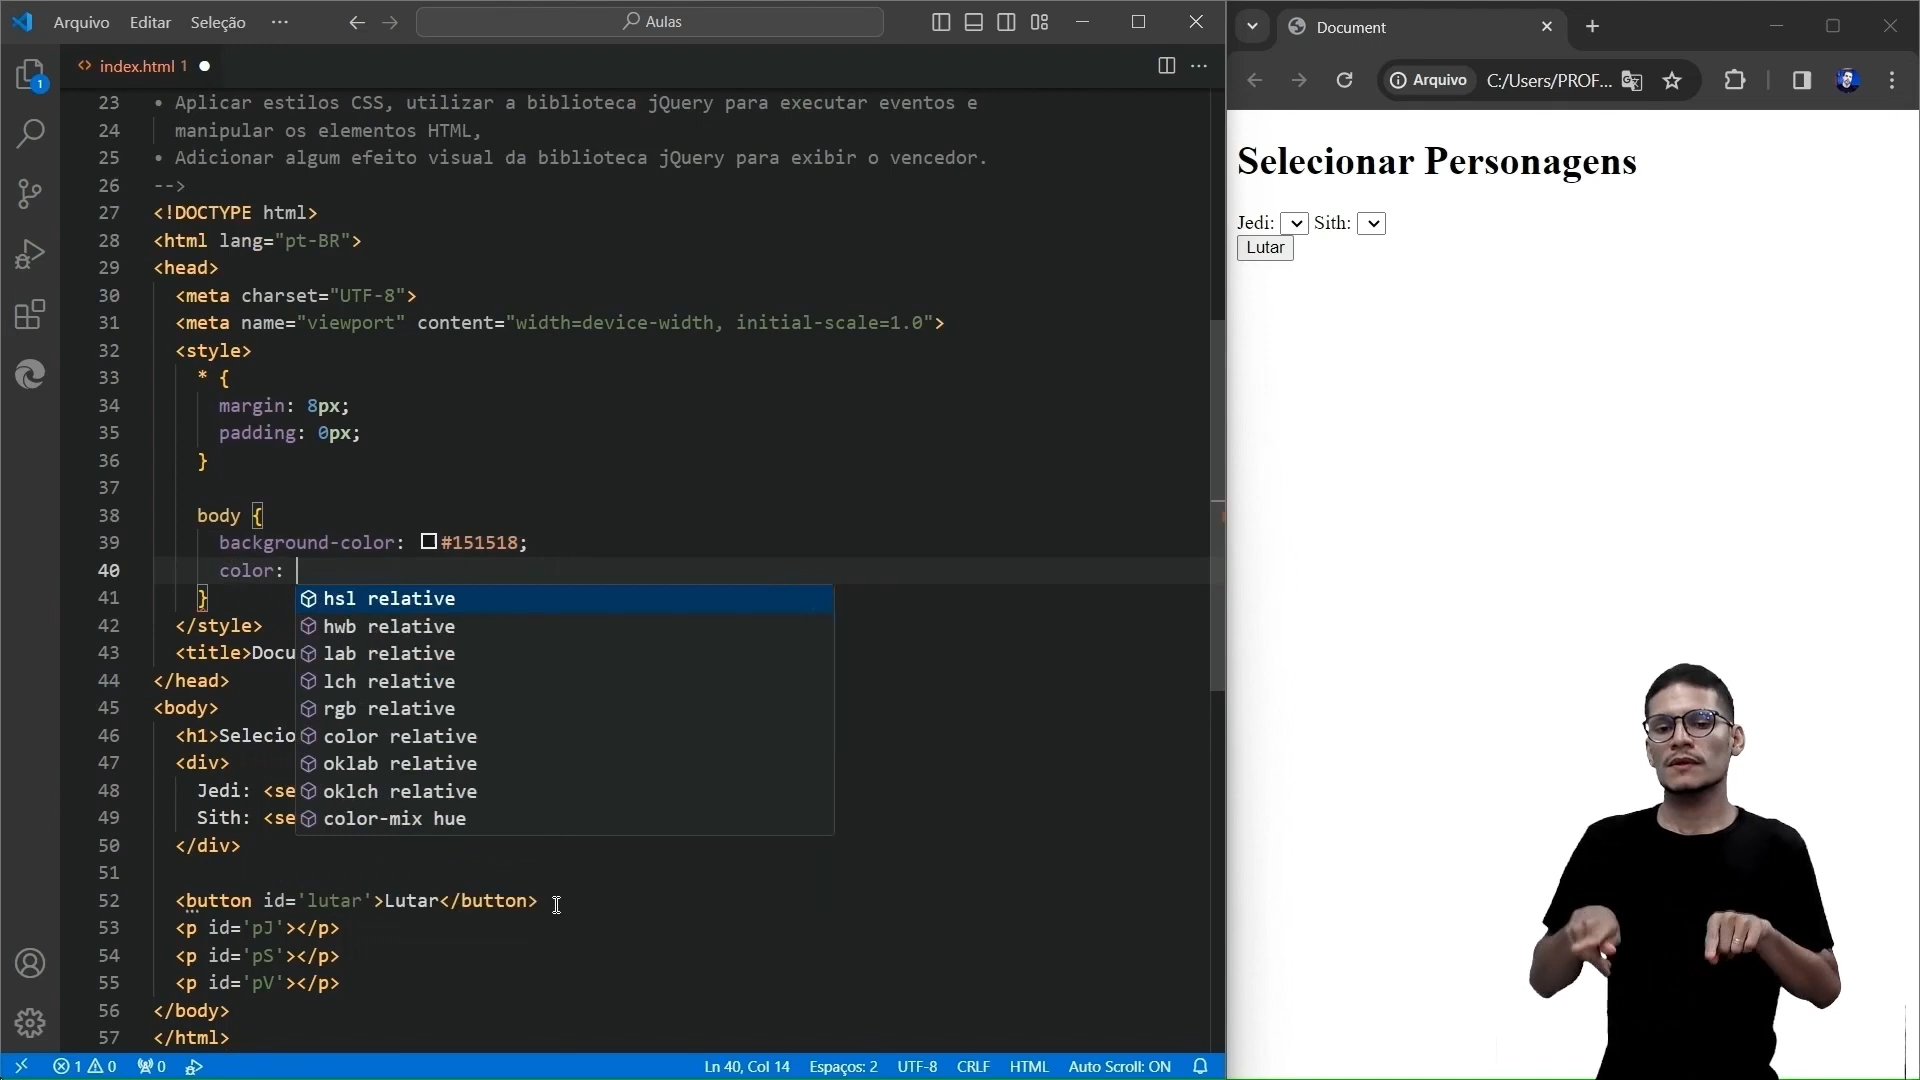 Arquivo Editar Seleção ··· Aulas
index.html 1
23 • Aplicar estilos CSS, utilizar a biblioteca jQuery para executar eventos e
24 manipular os elementos HTML,
25 • Adicionar algum efeito visual da biblioteca jQuery para exibir o vencedor.
26 -->
27 <!DOCTYPE html>
28 <html lang="pt-BR">
29 <head>
30 <meta charset="UTF-8">
31 <meta name="viewport" content="width=device-width, initial-scale=1.0">
32 <style>
33 * {
34 margin: 8px;
35 padding: 0px;
36 }
37
38 body {
39 background-color: #151518;
40 color:
41 }
42 </style>
43 <title>Docu
44 </head>
45 <body>
46 <h1>Selecio
47 <div>
48 Jedi: <se
49 Sith: <se
50 </div>
51
52 <button id='lutar'>Lutar</button>
53 <p id='pJ'></p>
54 <p id='pS'></p>
55 <p id='pV'></p>
56 </body>
57 </html>
hsl relative
hwb relative
lab relative
lch relative
rgb relative
color relative
oklab relative
oklch relative
color-mix hue
1
1 0 0 Ln 40, Col 14 Espaços: 2 UTF-8 CRLF HTML Auto Scroll: ON
Document
Arquivo C:/Users/PROF...
Selecionar Personagens
Jedi: Sith:
Lutar